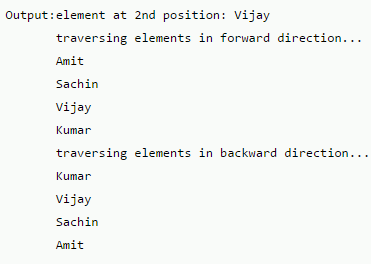 Output:element at 2nd position: Vijay
traversing elements in forward direction...
Amit
Sachin
Vijay
Kumar
traversing elements in backward direction...
Kumar
Vijay
Sachin
Amit